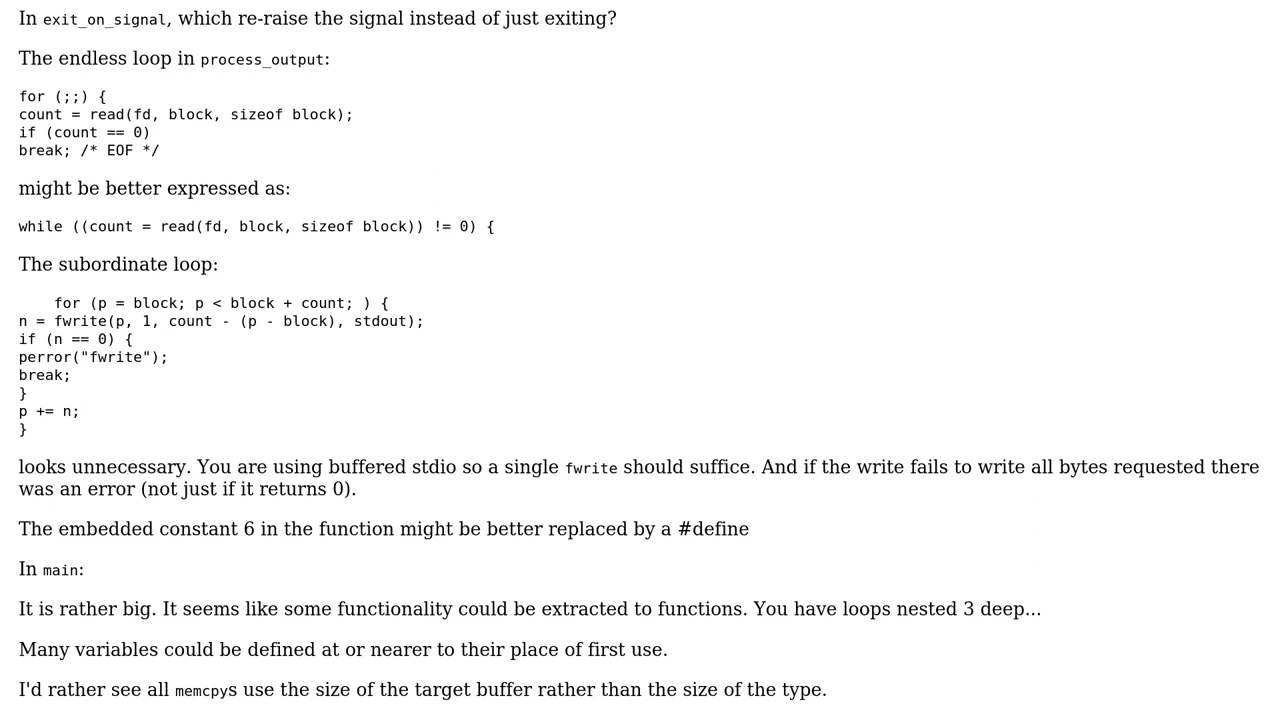 In exit_on_signal, which re-raise the signal instead of just exiting?
The endless loop in process_output:
for (;;) {
count = read(fd, block, sizeof block);
if (count == 0)
break; /* EOF */
might be better expressed as:
while ((count = read(fd, block, sizeof block)) != 0) {
The subordinate loop:
    for (p = block; p < block + count; ) {
n = fwrite(p, 1, count - (p - block), stdout);
if (n == 0) {
perror("fwrite");
break;
}
p += n;
}
looks unnecessary. You are using buffered stdio so a single fwrite should suffice. And if the write fails to write all bytes requested there
was an error (not just if it returns 0).
The embedded constant 6 in the function might be better replaced by a #define
In main:
It is rather big. It seems like some functionality could be extracted to functions. You have loops nested 3 deep...
Many variables could be defined at or nearer to their place of first use.
I'd rather see all memcpys use the size of the target buffer rather than the size of the type.